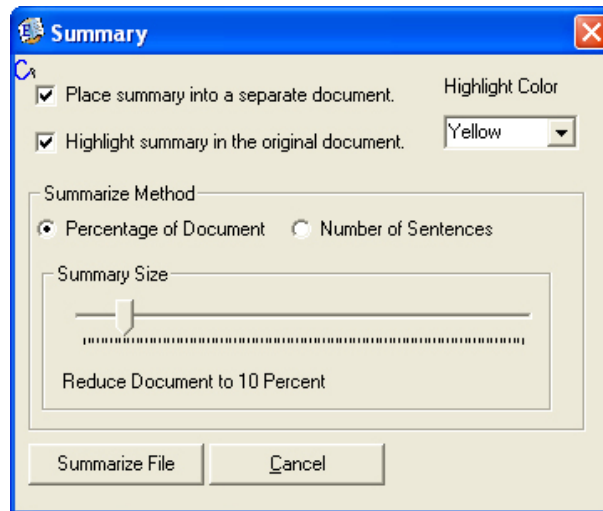 Summary
Place summary into a separate document.
Highlight Color
Highlight summary in the original document.
Yellow
Summarize Method
Percentage of Document
Number of Sentences
Summary Size
Reduce Document to 10 Percent
Summarize File
Cancel